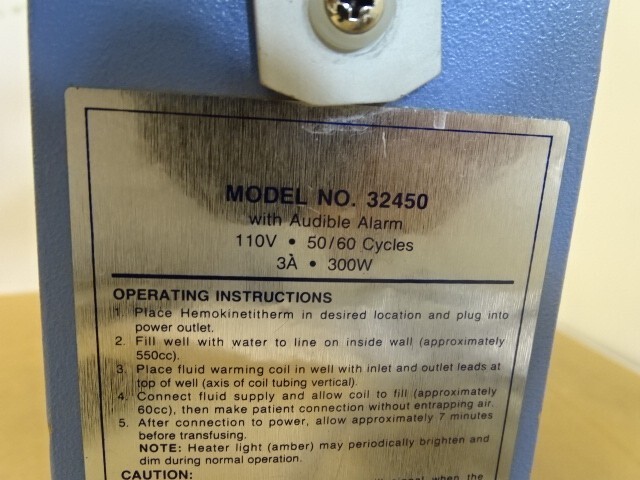 MODEL NO. 32450
with Audible Alarm
110V • 50/60 Cycles
3A • 300W
OPERATING INSTRUCTIONS
1. Place Hemokinetitherm in desired location and plug into
power outlet.
2. Fill well with water to line on inside wall (approximately
550cc).
3. Place fluid warming coil in well with inlet and outlet leads at
top of well (axis of coil tubing vertical).
4. Connect fluid supply and allow coil to fill (approximately
60cc), then make patient connection without entrapping air.
5. After connection to power, allow approximately 7 minutes
before transfusing.
NOTE: Heater light (amber) may periodically brighten and
dim during normal operation.
CAUTION:
signal when the